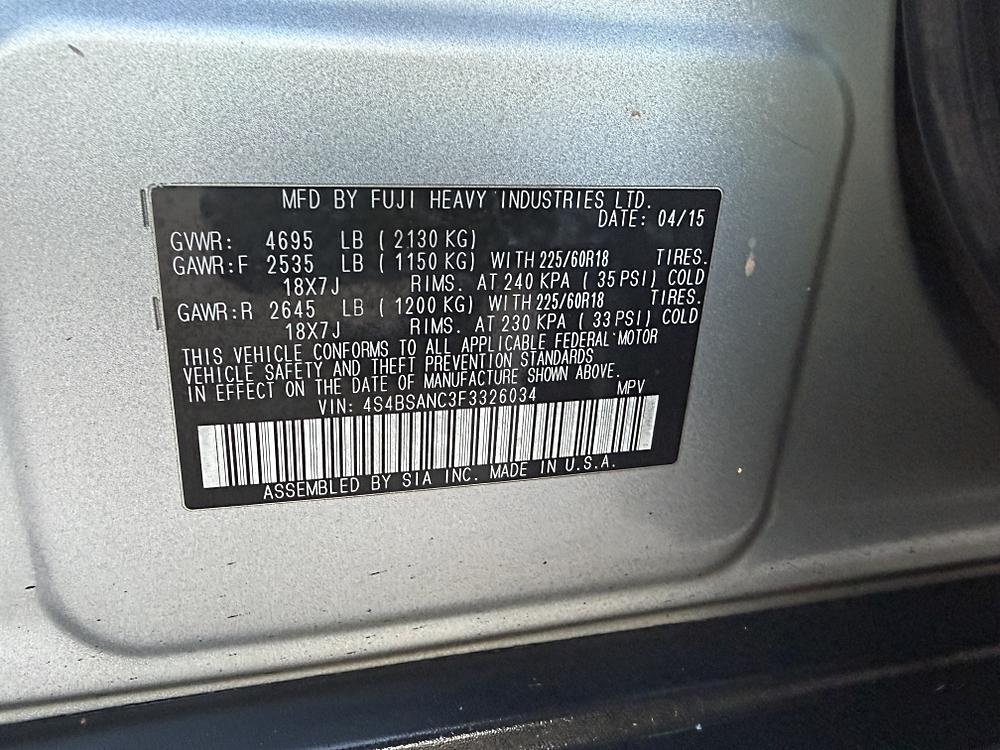 MFD BY FUJI HEAVY INDUSTRIES LTD.
DATE: 04/15
GVWR: 4695 LB ( 2130 KG)
GAWR:F 2535 LB ( 1150 KG) WITH 225/60R18 TIRES.
18X7J RIMS. AT 240 KPA ( 35 PSI) COLD
GAWR:R 2645 LB ( 1200 KG) WITH 225/60R18 TIRES.
18X7J RIMS. AT 230 KPA ( 33 PSI) COLD
THIS VEHICLE CONFORMS TO ALL APPLICABLE FEDERAL MOTOR
VEHICLE SAFETY AND THEFT PREVENTION STANDARDS
IN EFFECT ON THE DATE OF MANUFACTURE SHOWN ABOVE.
VIN: 4S4BSANC3F3326034 MPV
ASSEMBLED BY SIA INC. MADE IN U.S.A.